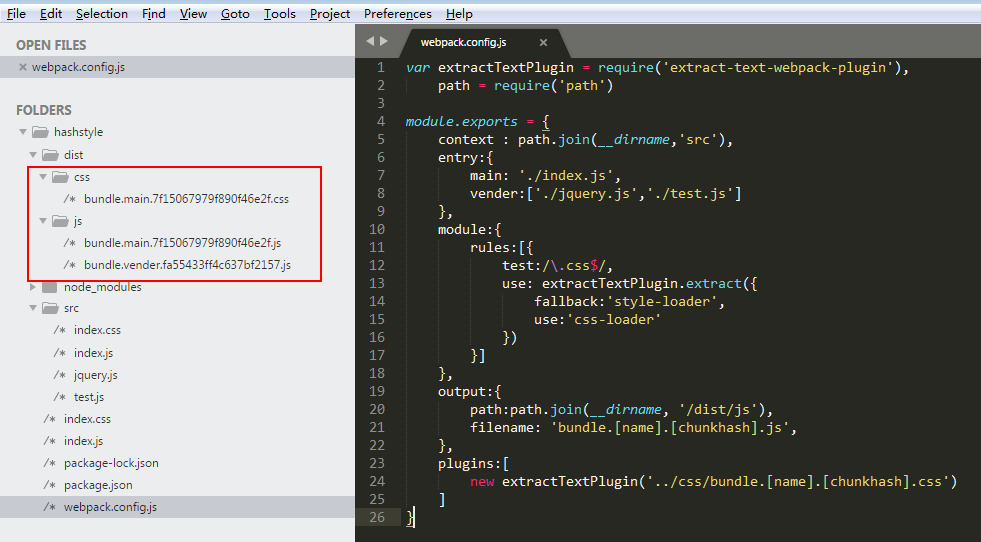 File Edit Selection Find View Goto Tools Project Preferences Help
OPEN FILES
webpack.config.js
FOLDERS
hashstyle
dist
css
/* bundle.main.7f15067979f890f46e2f.css
js
/* bundle.main.7f15067979f890f46e2f.js
/* bundle.vender.fa55433ff4c637bf2157.js
node_modules
src
/* index.css
/* index.js
/* jquery.js
/* test.js
/* index.css
/* index.js
/* package-lock.json
/* package.json
/* webpack.config.js
webpack.config.js
1 var extractTextPlugin = require('extract-text-webpack-plugin'),
2     path = require('path')
3
4 module.exports = {
5     context : path.join(__dirname,'src'),
6     entry:{
7         main: './index.js',
8         vender:['./jquery.js','./test.js']
9     },
10     module:{
11         rules:[{
12             test:/\.css$/,
13             use: extractTextPlugin.extract({
14                 fallback:'style-loader',
15                 use:'css-loader'
16             })
17         }]
18     },
19     output:{
20         path:path.join(__dirname, '/dist/js'),
21         filename: 'bundle.[name].[chunkhash].js',
22     },
23     plugins:[
24         new extractTextPlugin('../css/bundle.[name].[chunkhash].css')
25     ]
26 }